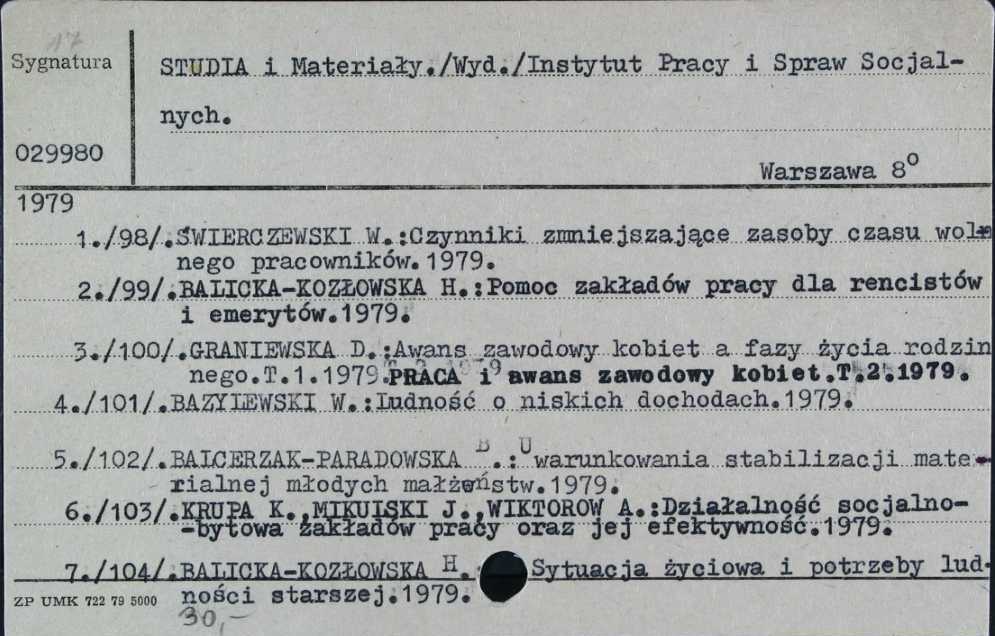 17
Sygnatura
STUDIA i Materiały./Wyd./Instytut Pracy i Spraw Socjal-
nych.
029980
Warszawa 8°
1979
1./98/.ŚWIERCZEWSKI W.:Czynniki zmniejszające zasoby czasu wol-
nego pracowników.1979.
2./99/.BALICKA-KOZŁOWSKA H.:Pomoc zakładów pracy dla rencistów
i emerytów.1979.
3./100/.GRANIEWSKA D.:Awans zawodowy kobiet a fazy życia rodzin
nego.T.1.1979.PRACA i awans zawodowy kobiet.T.2.1979.
4./101/.BAZYLEWSKI W.:Ludność o niskich dochodach.1979.
5./102/.BALCERZAK-PARADOWSKA B.:Uwarunkowania stabilizacji mate-
rialnej młodych małżeństw.1979.
6./103/.KRUPA K.,MIKULSKI J.,WIKTOROW A.:Działalność socjalno-
-bytowa zakładów pracy oraz jej efektywność.1979.
7./104/.BALICKA-KOZŁOWSKA H.: Sytuacja życiowa i potrzeby lud-
ności starszej.1979.
ZP UMK 722 79 5000
30,-